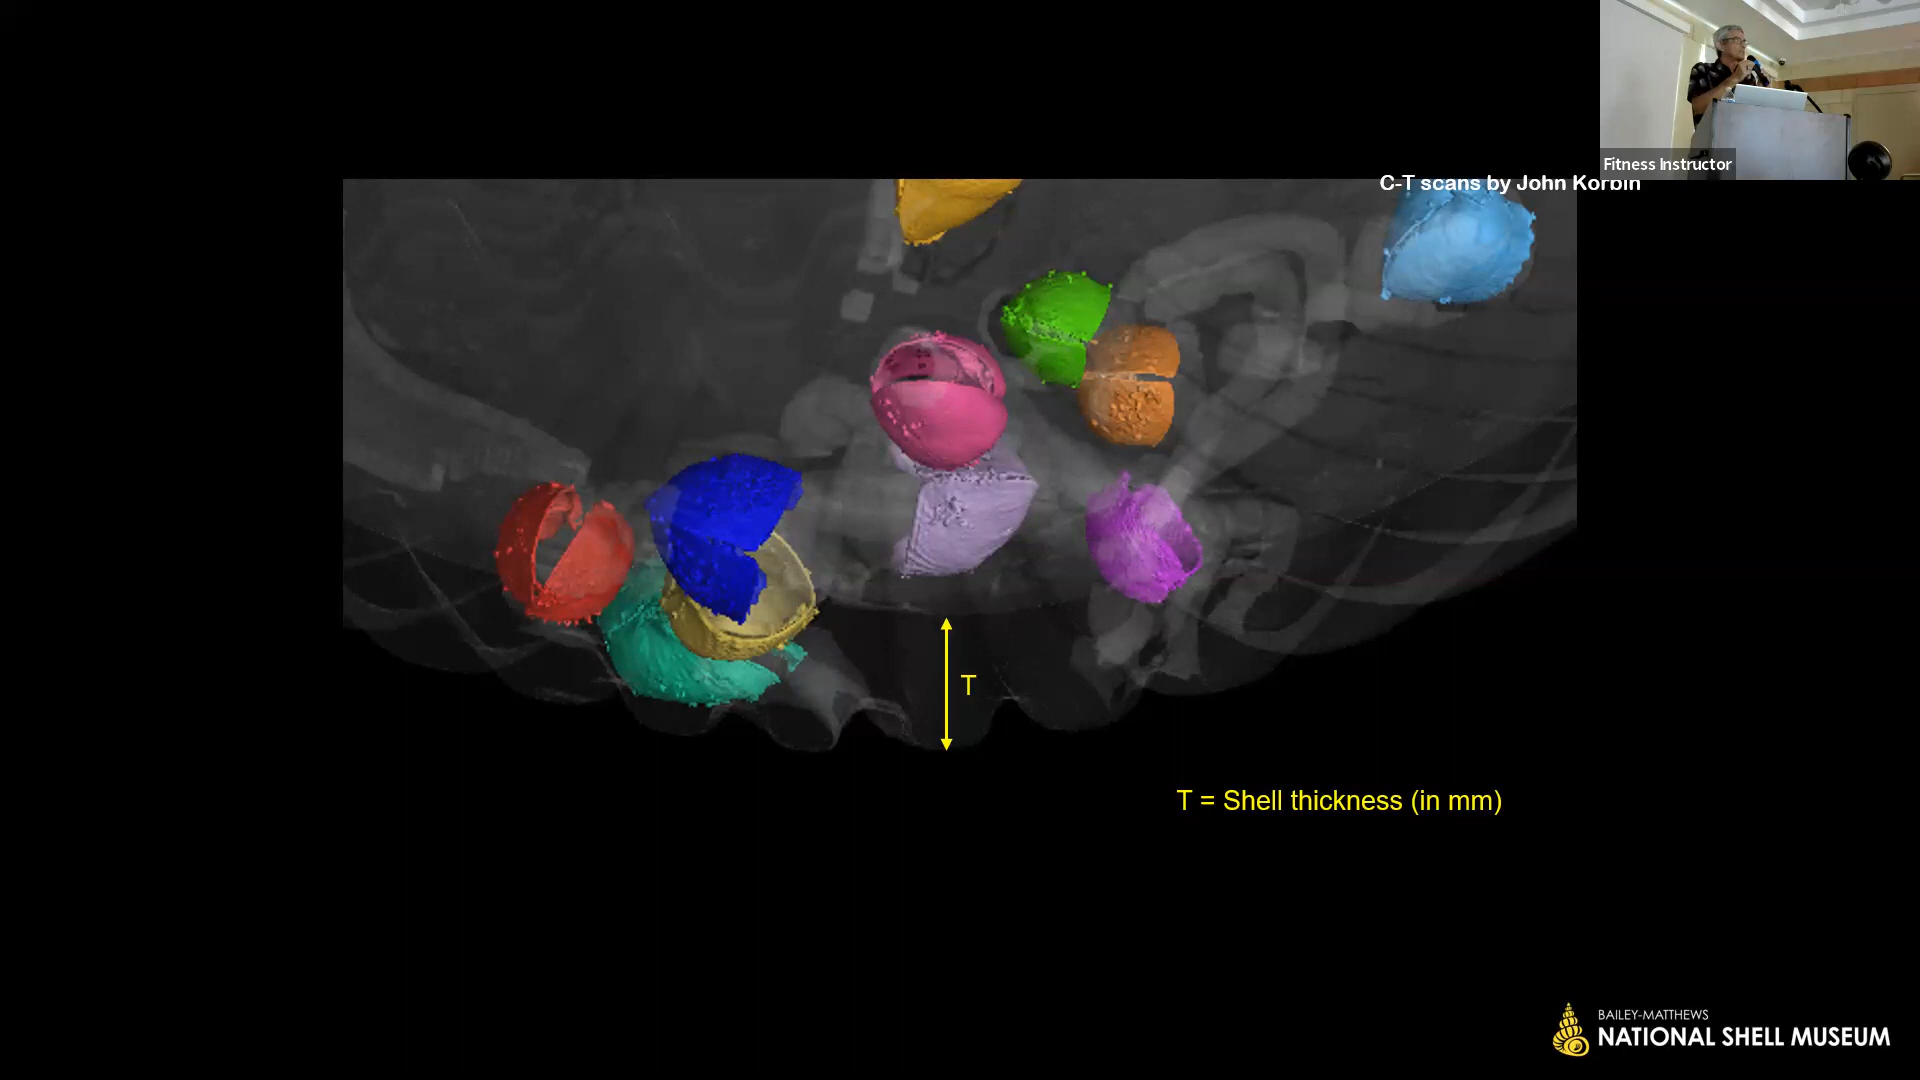 Fitness Instructor
C-T scans by John Korbin
T
T = Shell thickness (in mm)
BAILEY-MATTHEWS
NATIONAL SHELL MUSEUM